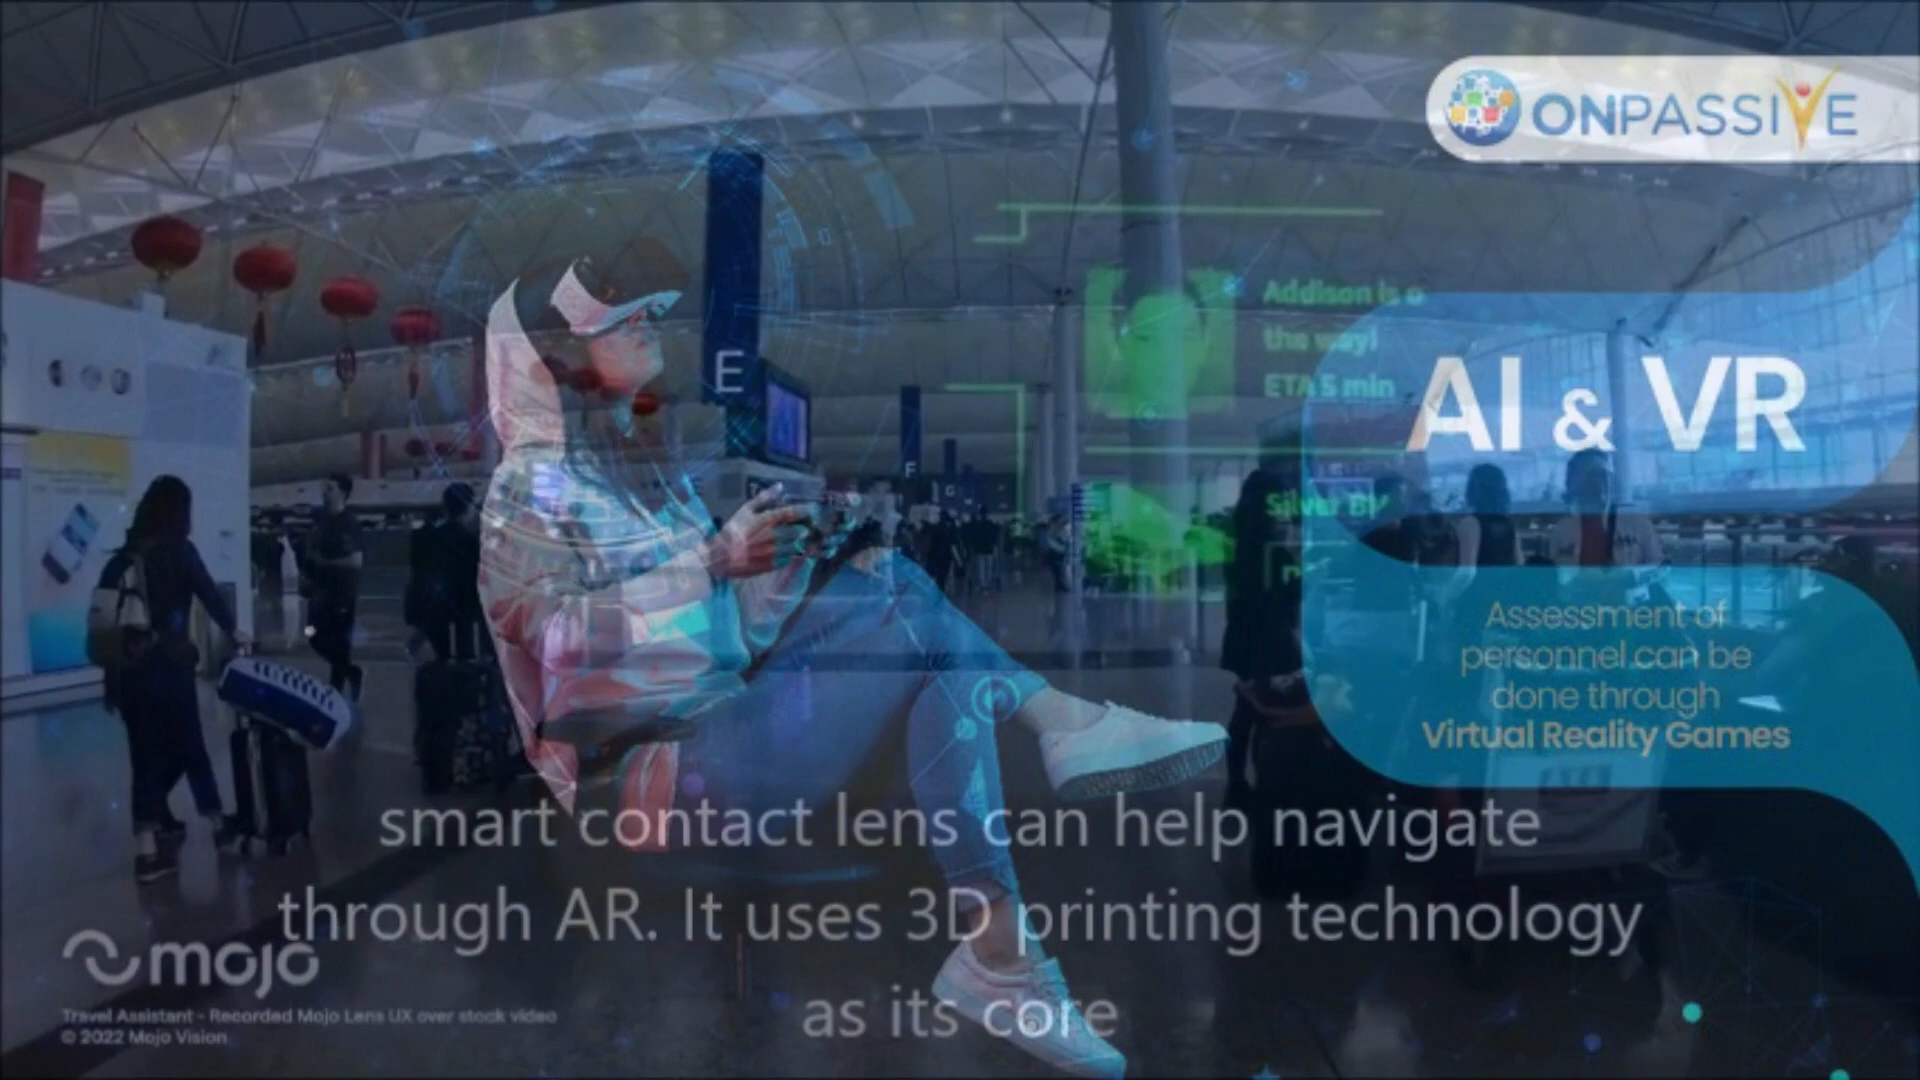 ONPASSIVE
E
Addison is o
the way!
ETA 5 min
AI & VR
F
Silver BV
Assessment of
personnel can be
done through
Virtual Reality Games
smart contact lens can help navigate
through AR. It uses 3D printing technology
as its core
mojo
Travel Assistant - Recorded Mojo Lens UX over stock video
© 2022 Mojo Vision